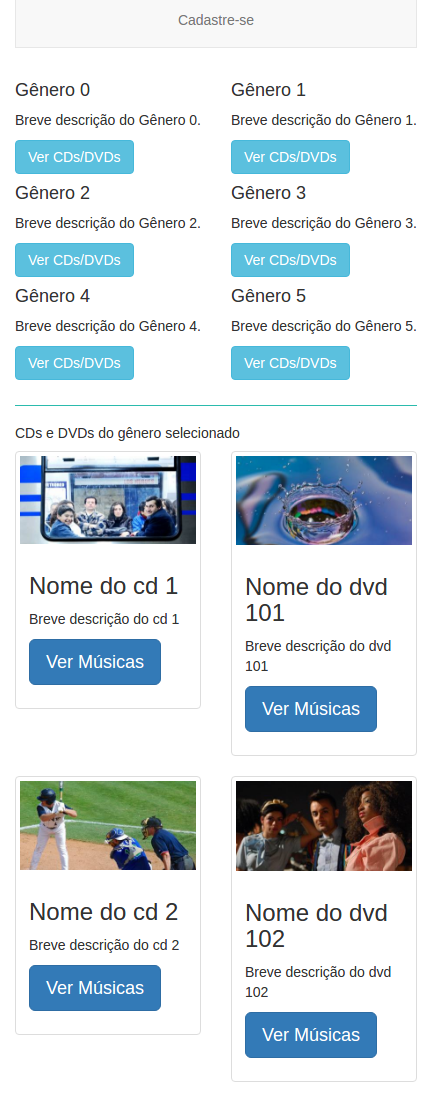 Cadastre-se
Gênero 0
Breve descrição do Gênero 0.
Ver CDs/DVDs
Gênero 1
Breve descrição do Gênero 1.
Ver CDs/DVDs
Gênero 2
Breve descrição do Gênero 2.
Ver CDs/DVDs
Gênero 3
Breve descrição do Gênero 3.
Ver CDs/DVDs
Gênero 4
Breve descrição do Gênero 4.
Ver CDs/DVDs
Gênero 5
Breve descrição do Gênero 5.
Ver CDs/DVDs
CDs e DVDs do gênero selecionado
Nome do cd 1
Breve descrição do cd 1
Ver Músicas
Nome do dvd
101
Breve descrição do dvd
101
Ver Músicas
Nome do cd 2
Breve descrição do cd 2
Ver Músicas
Nome do dvd
102
Breve descrição do dvd
102
Ver Músicas